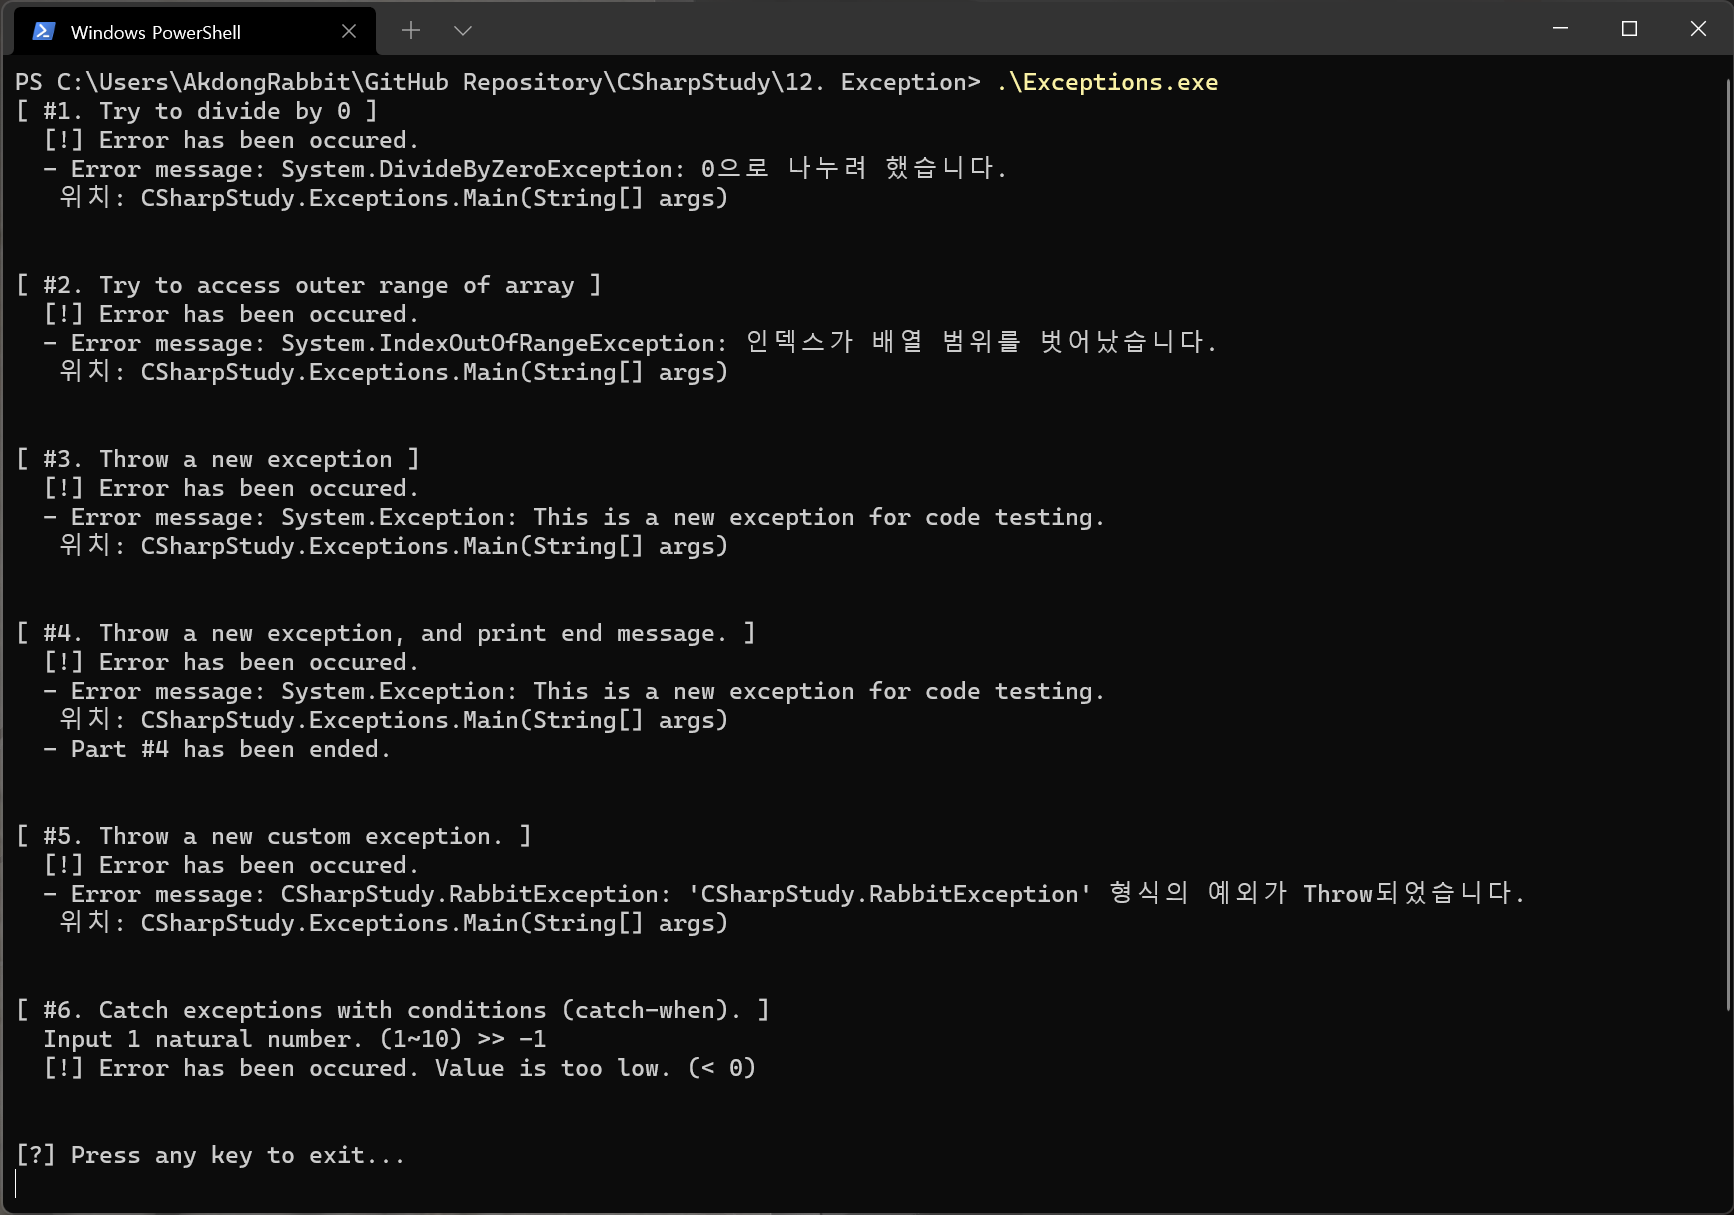 Windows PowerShell
PS C:\Users\AkdongRabbit\GitHub Repository\CSharpStudy\12. Exception> .\Exceptions.exe
[ #1. Try to divide by 0 ]
[!] Error has been occured.
- Error message: System.DivideByZeroException: 0으로 나누려 했습니다.
위치: CSharpStudy.Exceptions.Main(String[] args)
[ #2. Try to access outer range of array ]
[!] Error has been occured.
- Error message: System.IndexOutOfRangeException: 인덱스가 배열 범위를 벗어났습니다.
위치: CSharpStudy.Exceptions.Main(String[] args)
[ #3. Throw a new exception ]
[!] Error has been occured.
- Error message: System.Exception: This is a new exception for code testing.
위치: CSharpStudy.Exceptions.Main(String[] args)
[ #4. Throw a new exception, and print end message. ]
[!] Error has been occured.
- Error message: System.Exception: This is a new exception for code testing.
위치: CSharpStudy.Exceptions.Main(String[] args)
- Part #4 has been ended.
[ #5. Throw a new custom exception. ]
[!] Error has been occured.
- Error message: CSharpStudy.RabbitException: 'CSharpStudy.RabbitException' 형식의 예외가 Throw되었습니다.
위치: CSharpStudy.Exceptions.Main(String[] args)
[ #6. Catch exceptions with conditions (catch-when). ]
Input 1 natural number. (1~10) >> -1
[!] Error has been occured. Value is too low. (< 0)
[?] Press any key to exit...